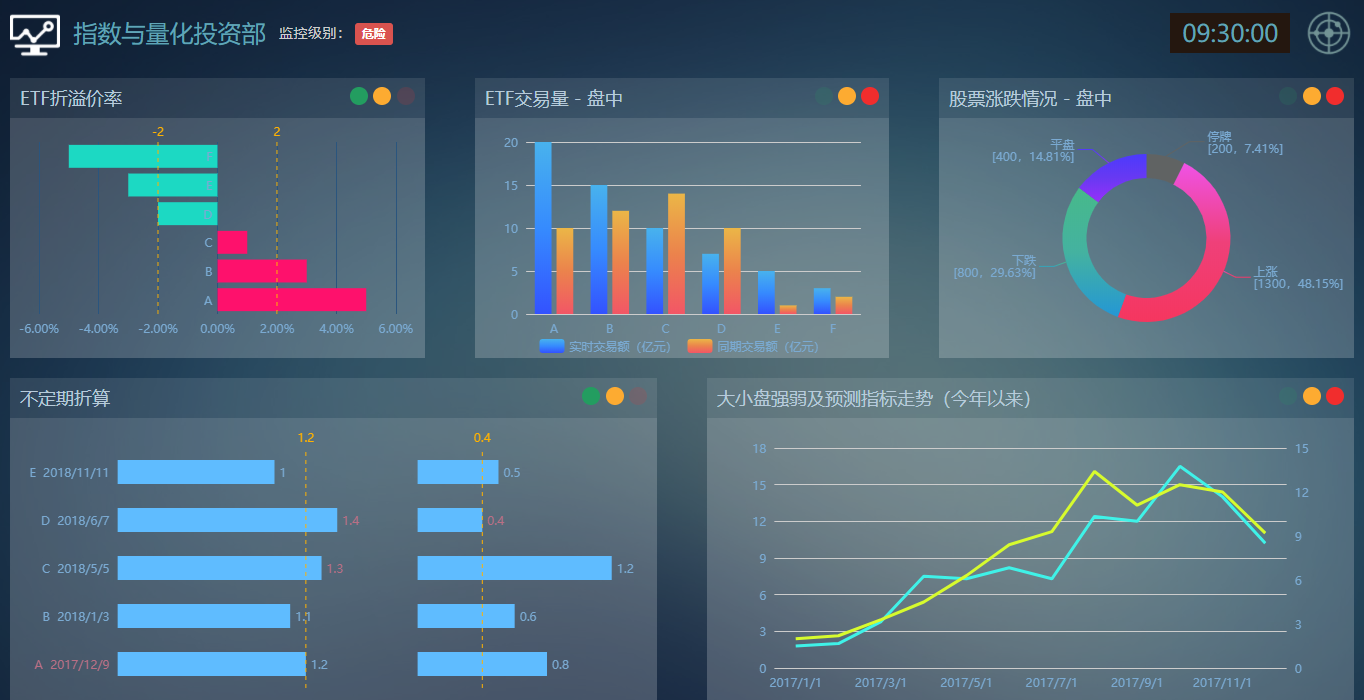 指数与量化投资部 监控级别： 危险
09:30:00
ETF折溢价率
-2 2
C
B
A
-6.00% -4.00% -2.00% 0.00% 2.00% 4.00% 6.00%
ETF交易量 - 盘中
20
15
10
5
0
A B C D E F
实时交易额（亿元） 同期交易额（亿元）
股票涨跌情况 - 盘中
停牌
[200，7.41%]
平盘
[400，14.81%]
下跌
[800，29.63%]
上涨
[1300，48.15%]
不定期折算
1.2 0.4
E 2018/11/11 1 0.5
D 2018/6/7 1.4 0.4
C 2018/5/5 1.3 1.2
B 2018/1/3 1.1 0.6
A 2017/12/9 1.2 0.8
大小盘强弱及预测指标走势（今年以来）
18 15
15 12
12 9
9 6
6 3
3 0
0
2017/1/1 2017/3/1 2017/5/1 2017/7/1 2017/9/1 2017/11/1